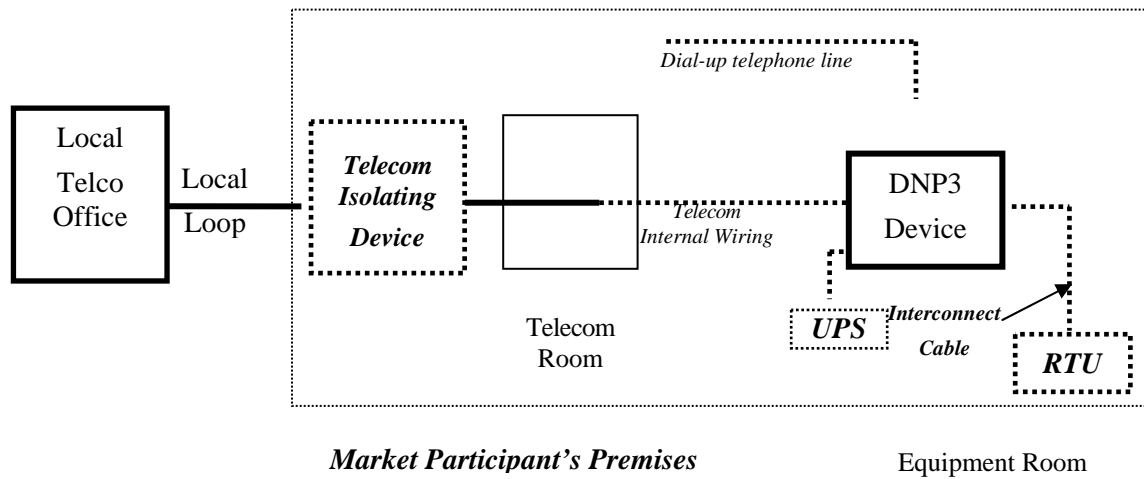 Dial-up telephone line
Local
Telco
Office
Local
Loop
Telecom
Isolating
Device
Telecom
Internal Wiring
DNP3
Device
Telecom
Room
UPS
Interconnect
Cable
RTU
Market Participant's Premises
Equipment Room